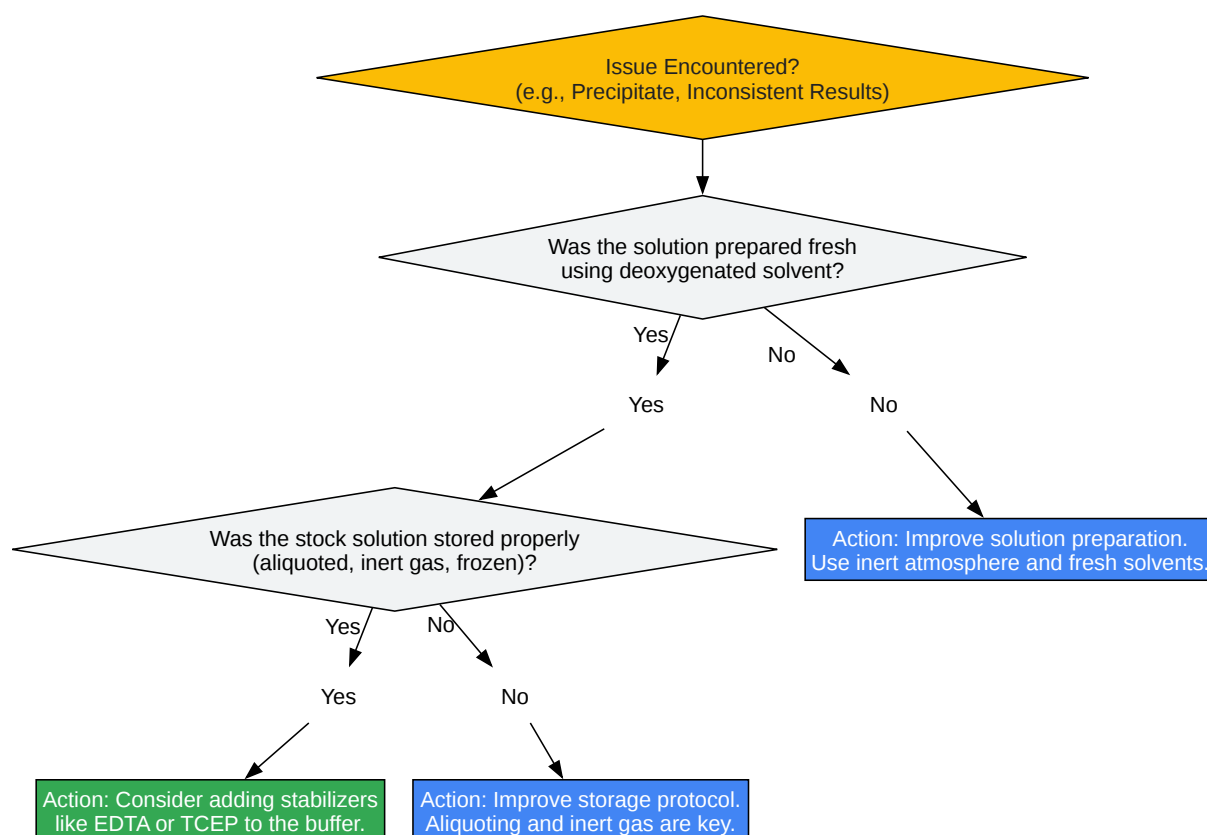 Issue Encountered?
(e.g., Precipitate, Inconsistent Results)
Was the solution prepared fresh
using deoxygenated solvent?
Yes
No
Yes
No
Was the stock solution stored properly
(aliquoted, inert gas, frozen)?
Action: Improve solution preparation.
Use inert atmosphere and fresh solvents.
Yes
No
Yes
No
Action: Consider adding stabilizers
like EDTA or TCEP to the buffer.
Action: Improve storage protocol.
Aliquoting and inert gas are key.